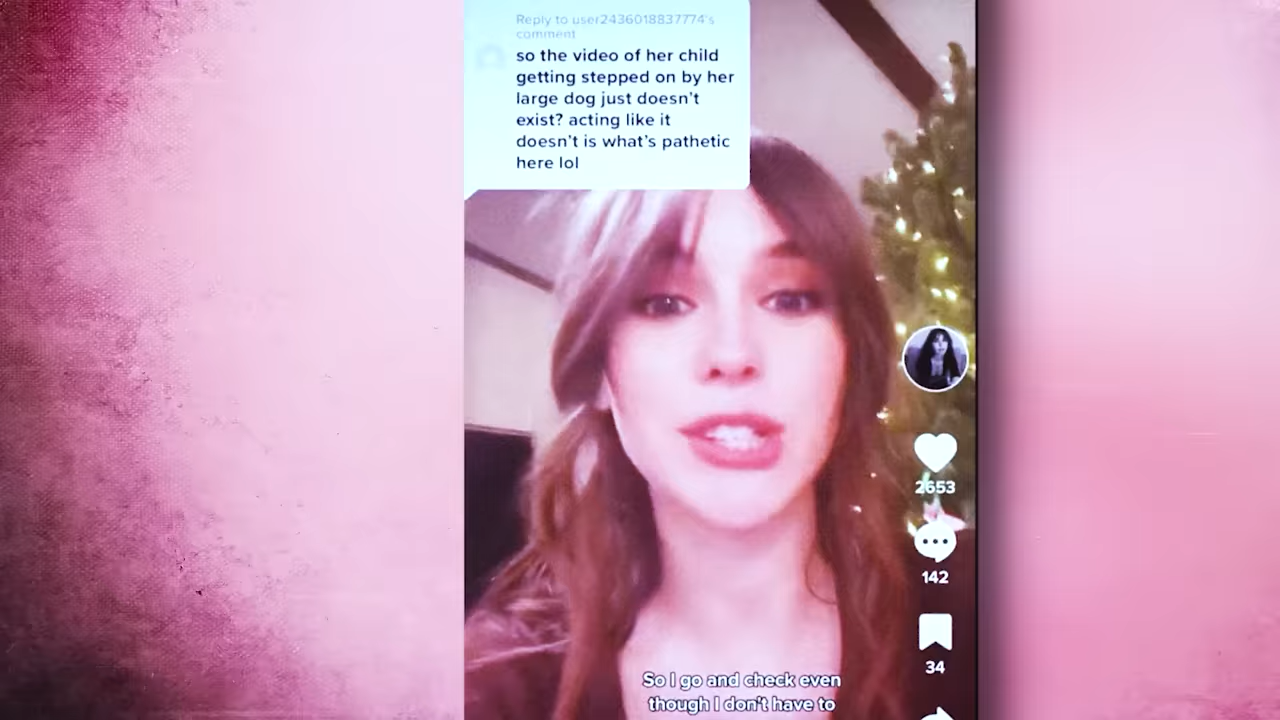 Reply to user2436018837774's
comment
so the video of her child
getting stepped on by her
large dog just doesn't
exist? acting like it
doesn't is what's pathetic
here lol
2653
142
34
So I go and check even
though I don't have to